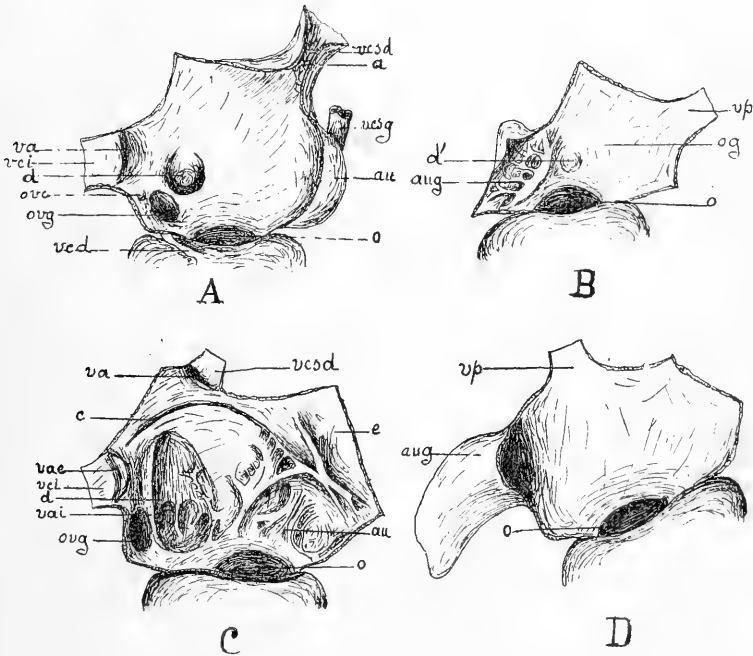 vcsd
a
vcsg
va
vci
d
ovc
ovg
ved
au
o
A
vp
og
d'
aug
o
B
va
vcsd
c
e
vae
vci
d
vai
ovg
au
o
C
vp
aug
o
D